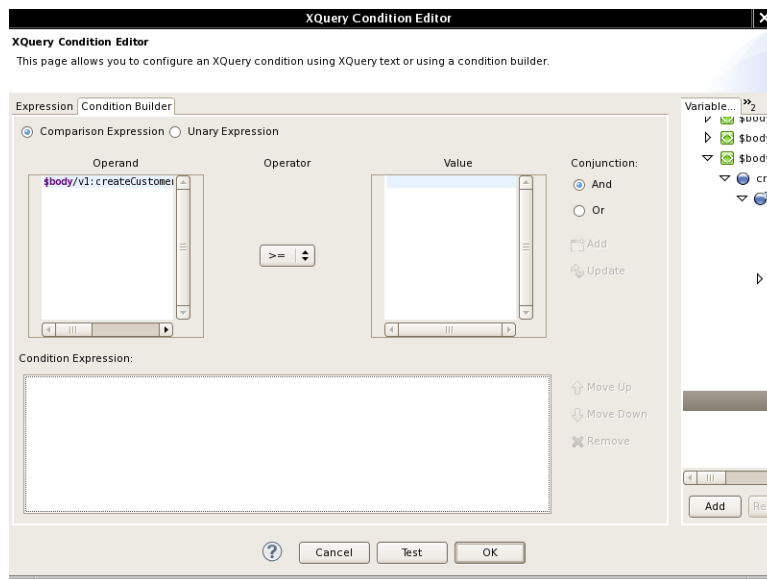 XQuery Condition Editor
XQuery Condition Editor
This page allows you to configure an XQuery condition using XQuery text or using a condition builder.
Expression Condition Builder
Variable... »2
Comparison Expression Unary Expression
$body
$body
$body
cr
Operand Operator Value Conjunction:
$body/v1:createCustomer
And
Or
>=
Add
Update
Condition Expression:
Move Up
Move Down
Remove
Add Re
? Cancel Test OK